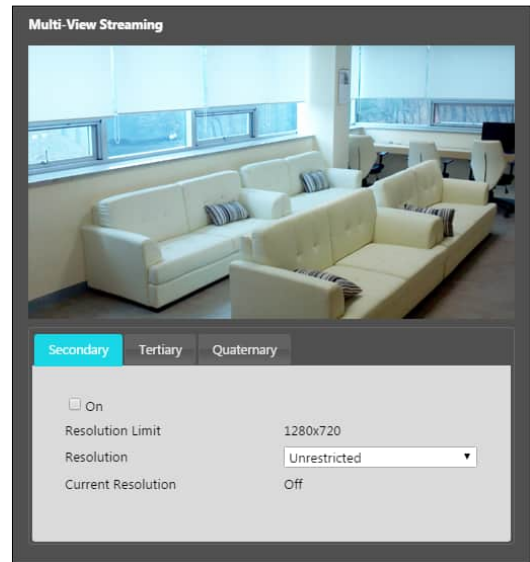 Multi-View Streaming
Secondary Tertiary Quaternary
On
Resolution Limit 1280x720
Resolution Unrestricted
Current Resolution Off